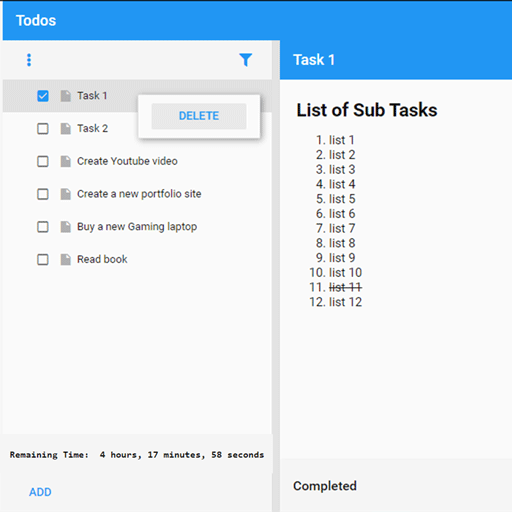 Todos
Task 1
Task 1
DELETE
Task 2
Create Youtube video
Create a new portfolio site
Buy a new Gaming laptop
Read book
Remaining Time: 4 hours, 17 minutes, 58 seconds
ADD
List of Sub Tasks
1. list 1
2. list 2
3. list 3
4. list 4
5. list 5
6. list 6
7. list 7
8. list 8
9. list 9
10. list 10
11. list 11
12. list 12
Completed